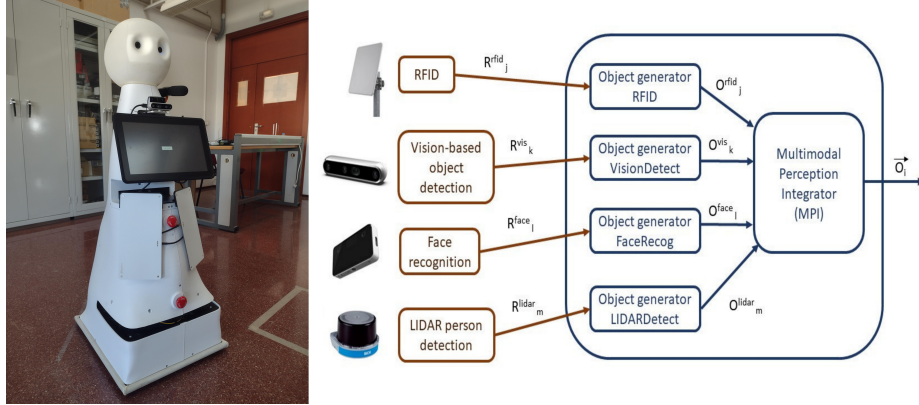 RFID
R^rfid_j
Object generator
RFID
O^rfid_j
Vision-based
object
detection
R^vis_k
Object generator
VisionDetect
O^vis_k
Multimodal
Perception
Integrator
(MPI)
O_i
Face
recognition
R^face_l
Object generator
FaceRecog
O^face_l
LIDAR person
detection
R^lidar_m
Object generator
LIDARDetect
O^lidar_m